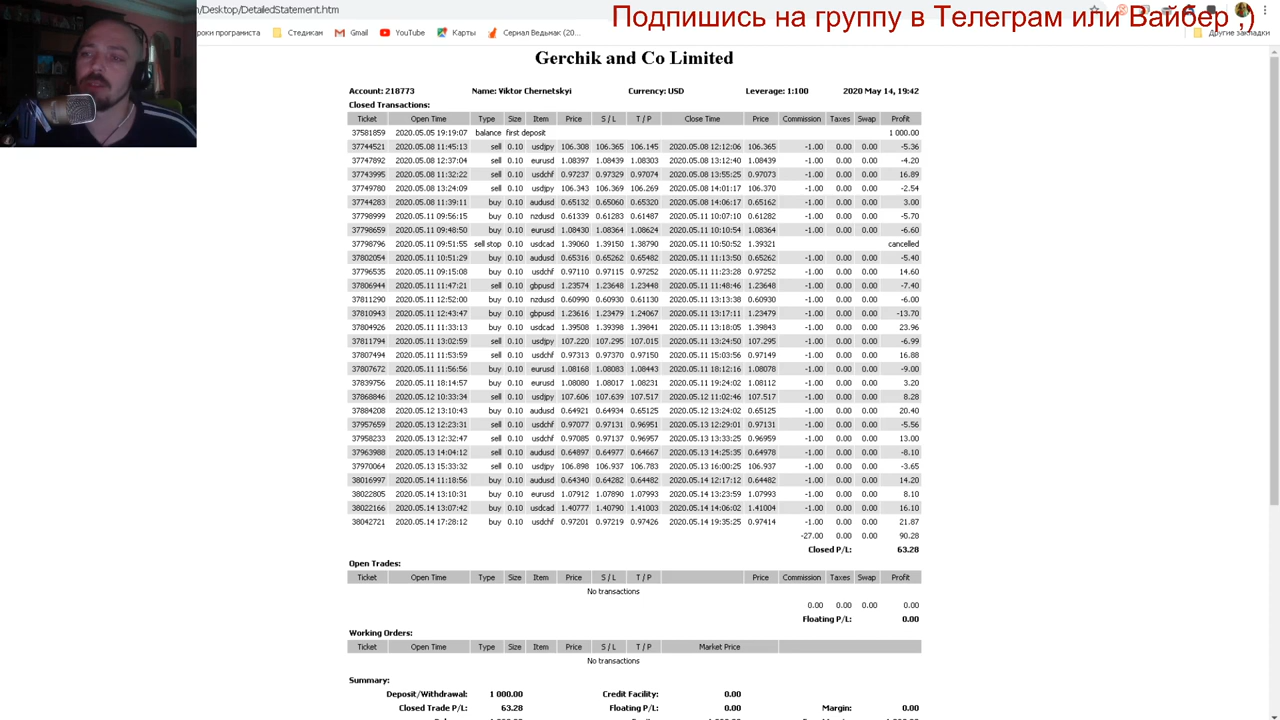 n/Desktop/DetailedStatement.htm
Подпишись на группу в Телеграм или Вайбер ;)
роки програмиста Стедикам Gmail YouTube Карты Сериал Ведьмак (20... Другие закладки
Gerchik and Co Limited
Account: 218773 Name: Viktor Chernetskyi Currency: USD Leverage: 1:100 2020 May 14, 19:42
Closed Transactions:
Ticket Open Time Type Size Item Price S / L T / P Close Time Price Commission Taxes Swap Profit
37581859 2020.05.05 19:19:07 balance first deposit 1 000.00
37744521 2020.05.08 11:45:13 sell 0.10 usdjpy 106.308 106.365 106.145 2020.05.08 12:12:06 106.365 -1.00 0.00 0.00 -5.36
37747892 2020.05.08 12:37:04 sell 0.10 eurusd 1.08397 1.08439 1.08303 2020.05.08 13:12:40 1.08439 -1.00 0.00 0.00 -4.20
37743995 2020.05.08 11:32:22 sell 0.10 usdchf 0.97237 0.97329 0.97074 2020.05.08 13:55:25 0.97073 -1.00 0.00 0.00 16.89
37749780 2020.05.08 13:24:09 sell 0.10 usdjpy 106.343 106.369 106.269 2020.05.08 14:01:17 106.370 -1.00 0.00 0.00 -2.54
37744283 2020.05.08 11:39:11 buy 0.10 audusd 0.65132 0.65060 0.65320 2020.05.08 14:06:17 0.65162 -1.00 0.00 0.00 3.00
37798999 2020.05.11 09:56:15 buy 0.10 nzdusd 0.61339 0.61283 0.61487 2020.05.11 10:07:10 0.61282 -1.00 0.00 0.00 -5.70
37798659 2020.05.11 09:48:50 buy 0.10 eurusd 1.08430 1.08364 1.08624 2020.05.11 10:10:54 1.08364 -1.00 0.00 0.00 -6.60
37798796 2020.05.11 09:51:55 sell stop 0.10 usdcad 1.39060 1.39150 1.38790 2020.05.11 10:50:52 1.39321 cancelled
37802054 2020.05.11 10:51:29 buy 0.10 audusd 0.65316 0.65262 0.65482 2020.05.11 11:13:50 0.65262 -1.00 0.00 0.00 -5.40
37796535 2020.05.11 09:15:08 buy 0.10 usdchf 0.97110 0.97115 0.97252 2020.05.11 11:23:28 0.97252 -1.00 0.00 0.00 14.60
37806944 2020.05.11 11:47:21 sell 0.10 gbpusd 1.23574 1.23648 1.23448 2020.05.11 11:48:46 1.23648 -1.00 0.00 0.00 -7.40
37811290 2020.05.11 12:52:00 buy 0.10 nzdusd 0.60990 0.60930 0.61130 2020.05.11 13:13:38 0.60930 -1.00 0.00 0.00 -6.00
37810943 2020.05.11 12:43:47 buy 0.10 gbpusd 1.23616 1.23479 1.24067 2020.05.11 13:17:11 1.23479 -1.00 0.00 0.00 -13.70
37804926 2020.05.11 11:33:13 buy 0.10 usdcad 1.39508 1.39398 1.39841 2020.05.11 13:18:05 1.39843 -1.00 0.00 0.00 23.96
37811794 2020.05.11 13:02:59 sell 0.10 usdjpy 107.220 107.295 107.015 2020.05.11 13:24:50 107.295 -1.00 0.00 0.00 -6.99
37807494 2020.05.11 11:53:59 sell 0.10 usdchf 0.97313 0.97370 0.97150 2020.05.11 15:03:56 0.97149 -1.00 0.00 0.00 16.88
37807672 2020.05.11 11:56:56 buy 0.10 eurusd 1.08168 1.08083 1.08443 2020.05.11 18:12:16 1.08078 -1.00 0.00 0.00 -9.00
37839756 2020.05.11 18:14:57 buy 0.10 eurusd 1.08080 1.08017 1.08231 2020.05.11 19:24:02 1.08112 -1.00 0.00 0.00 3.20
37868846 2020.05.12 10:33:34 sell 0.10 usdjpy 107.606 107.639 107.517 2020.05.12 11:02:46 107.517 -1.00 0.00 0.00 8.28
37884208 2020.05.12 13:10:43 buy 0.10 audusd 0.64921 0.64934 0.65125 2020.05.12 13:24:02 0.65125 -1.00 0.00 0.00 20.40
37957659 2020.05.13 12:23:31 sell 0.10 usdchf 0.97077 0.97131 0.96951 2020.05.13 12:29:01 0.97131 -1.00 0.00 0.00 -5.56
37958233 2020.05.13 12:32:47 sell 0.10 usdchf 0.97085 0.97137 0.96957 2020.05.13 13:33:25 0.96959 -1.00 0.00 0.00 13.00
37963988 2020.05.13 14:04:12 sell 0.10 audusd 0.64897 0.64977 0.64667 2020.05.13 14:25:35 0.64978 -1.00 0.00 0.00 -8.10
37970064 2020.05.13 15:33:32 sell 0.10 usdjpy 106.898 106.937 106.783 2020.05.13 16:00:25 106.937 -1.00 0.00 0.00 -3.65
38016997 2020.05.14 11:18:56 buy 0.10 audusd 0.64340 0.64282 0.64482 2020.05.14 12:17:12 0.64482 -1.00 0.00 0.00 14.20
38022805 2020.05.14 13:10:31 buy 0.10 eurusd 1.07912 1.07890 1.07993 2020.05.14 13:23:59 1.07993 -1.00 0.00 0.00 8.10
38022166 2020.05.14 13:07:42 buy 0.10 usdcad 1.40777 1.40790 1.41003 2020.05.14 14:06:02 1.41004 -1.00 0.00 0.00 16.10
38042721 2020.05.14 17:28:12 buy 0.10 usdchf 0.97201 0.97219 0.97426 2020.05.14 19:35:25 0.97414 -1.00 0.00 0.00 21.87
-27.00 0.00 0.00 90.28
Closed P/L: 63.28
Open Trades:
Ticket Open Time Type Size Item Price S / L T / P Price Commission Taxes Swap Profit
No transactions
0.00 0.00 0.00 0.00
Floating P/L: 0.00
Working Orders:
Ticket Open Time Type Size Item Price S / L T / P Market Price
No transactions
Summary:
Deposit/Withdrawal: 1 000.00 Credit Facility: 0.00
Closed Trade P/L: 63.28 Floating P/L: 0.00 Margin: 0.00